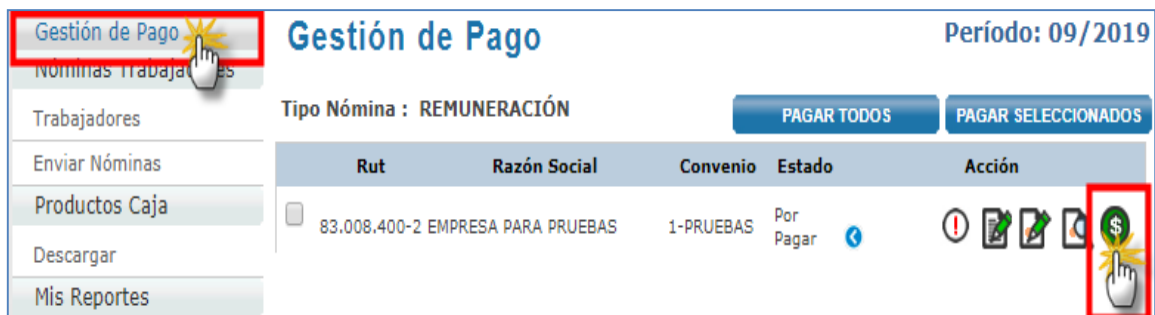 Gestión de Pago
Nóminas Trabajadores
Trabajadores
Enviar Nóminas
Productos Caja
Descargar
Mis Reportes
Gestión de Pago
Período: 09/2019
Tipo Nómina : REMUNERACIÓN
PAGAR TODOS
PAGAR SELECCIONADOS
Rut Razón Social Convenio Estado Acción
83.008.400-2 EMPRESA PARA PRUEBAS 1-PRUEBAS Por Pagar